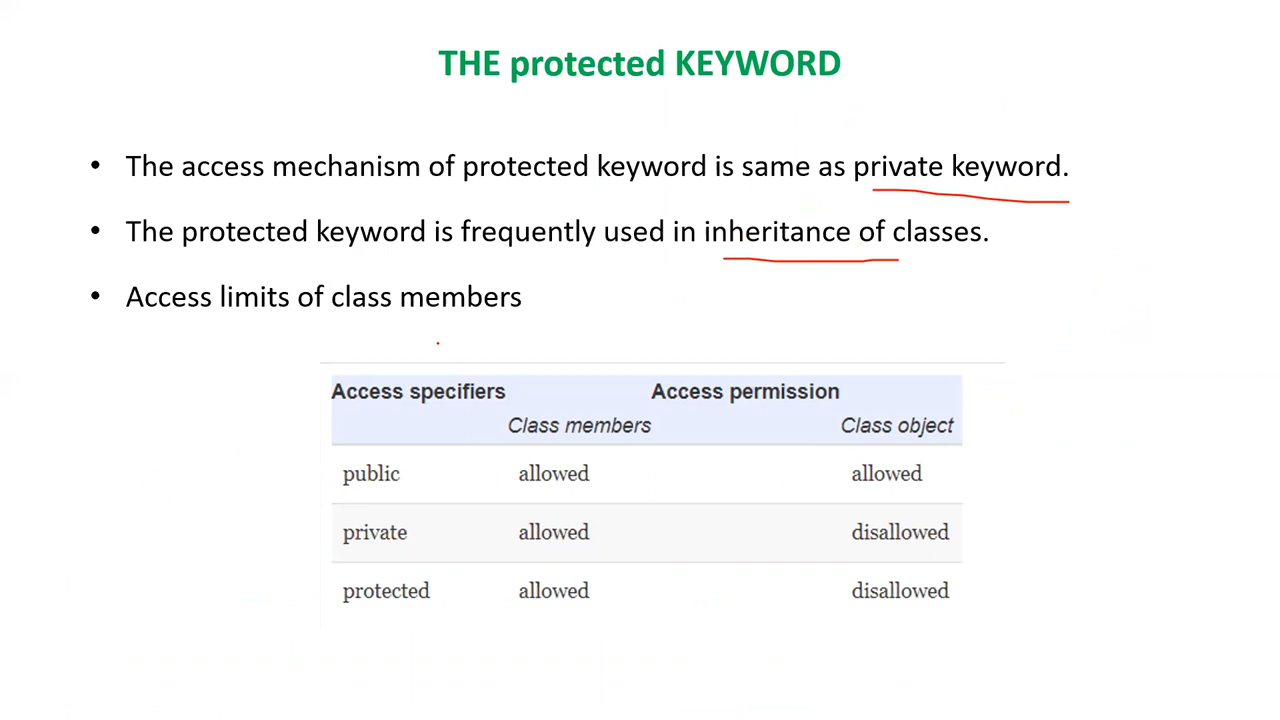 THE protected KEYWORD
• The access mechanism of protected keyword is same as private keyword.
• The protected keyword is frequently used in inheritance of classes.
• Access limits of class members
Access specifiers Access permission
Class members Class object
public allowed allowed
private allowed disallowed
protected allowed disallowed